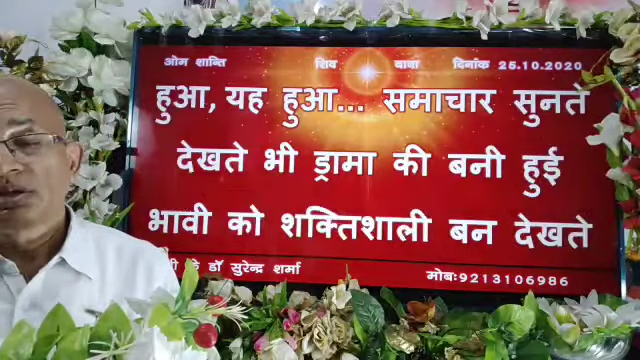 ओम शान्ति शिव बाबा दिनाँक 25.10.2020
हुआ, यह हुआ... समाचार सुनते
देखते भी ड्रामा की बनी हुई
भावी को शक्तिशाली बन देखते
डॉ सुरेन्द्र शर्मा मोबः9213106986